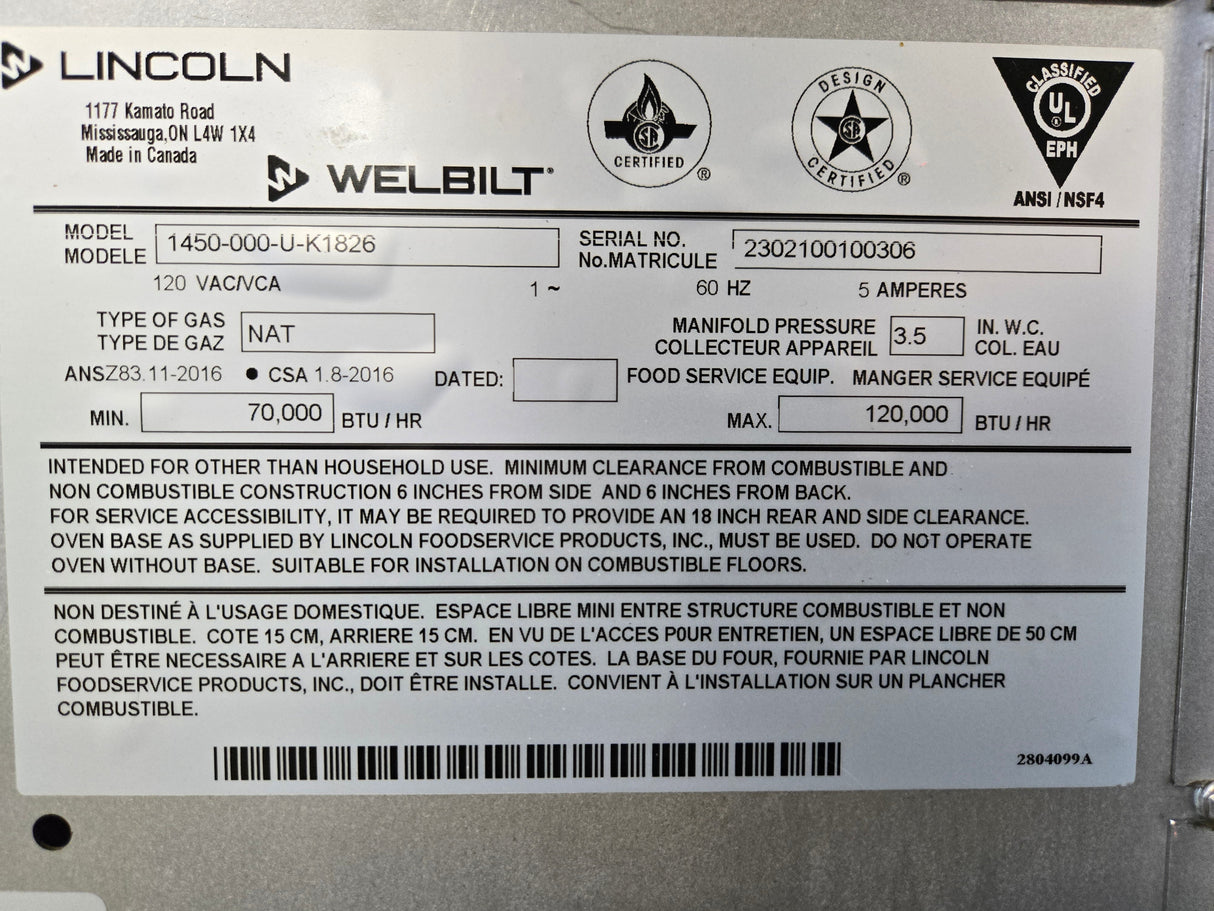 LINCOLN
1177 Kamato Road
Mississauga,ON L4W 1X4
Made in Canada
WELBILT
SA
CERTIFIED ®
DESIGN
SA
CERTIFIED ®
CLASSIFIED
UL
®
EPH
ANSI / NSF4
MODEL 1450-000-U-K1826
MODELE
SERIAL NO. 2302100100306
No.MATRICULE
120 VAC/VCA 1 ~ 60 HZ 5 AMPERES
TYPE OF GAS NAT
TYPE DE GAZ
MANIFOLD PRESSURE 3.5 IN. W.C.
COLLECTEUR APPAREIL COL. EAU
ANSZ83.11-2016 ● CSA 1.8-2016 DATED: FOOD SERVICE EQUIP. MANGER SERVICE EQUIPÉ
MIN. 70,000 BTU / HR MAX. 120,000 BTU / HR
INTENDED FOR OTHER THAN HOUSEHOLD USE. MINIMUM CLEARANCE FROM COMBUSTIBLE AND
NON COMBUSTIBLE CONSTRUCTION 6 INCHES FROM SIDE AND 6 INCHES FROM BACK.
FOR SERVICE ACCESSIBILITY, IT MAY BE REQUIRED TO PROVIDE AN 18 INCH REAR AND SIDE CLEARANCE.
OVEN BASE AS SUPPLIED BY LINCOLN FOODSERVICE PRODUCTS, INC., MUST BE USED. DO NOT OPERATE
OVEN WITHOUT BASE. SUITABLE FOR INSTALLATION ON COMBUSTIBLE FLOORS.
NON DESTINÉ À L'USAGE DOMESTIQUE. ESPACE LIBRE MINI ENTRE STRUCTURE COMBUSTIBLE ET NON
COMBUSTIBLE. COTE 15 CM, ARRIERE 15 CM. EN VU DE L'ACCES P0UR ENTRETIEN, UN ESPACE LIBRE DE 50 CM
PEUT ÊTRE NECESSAIRE A L'ARRIERE ET SUR LES COTES. LA BASE DU FOUR, FOURNIE PAR LINCOLN
FOODSERVICE PRODUCTS, INC., DOIT ÊTRE INSTALLE. CONVIENT À L'INSTALLATION SUR UN PLANCHER
COMBUSTIBLE.
2804099A